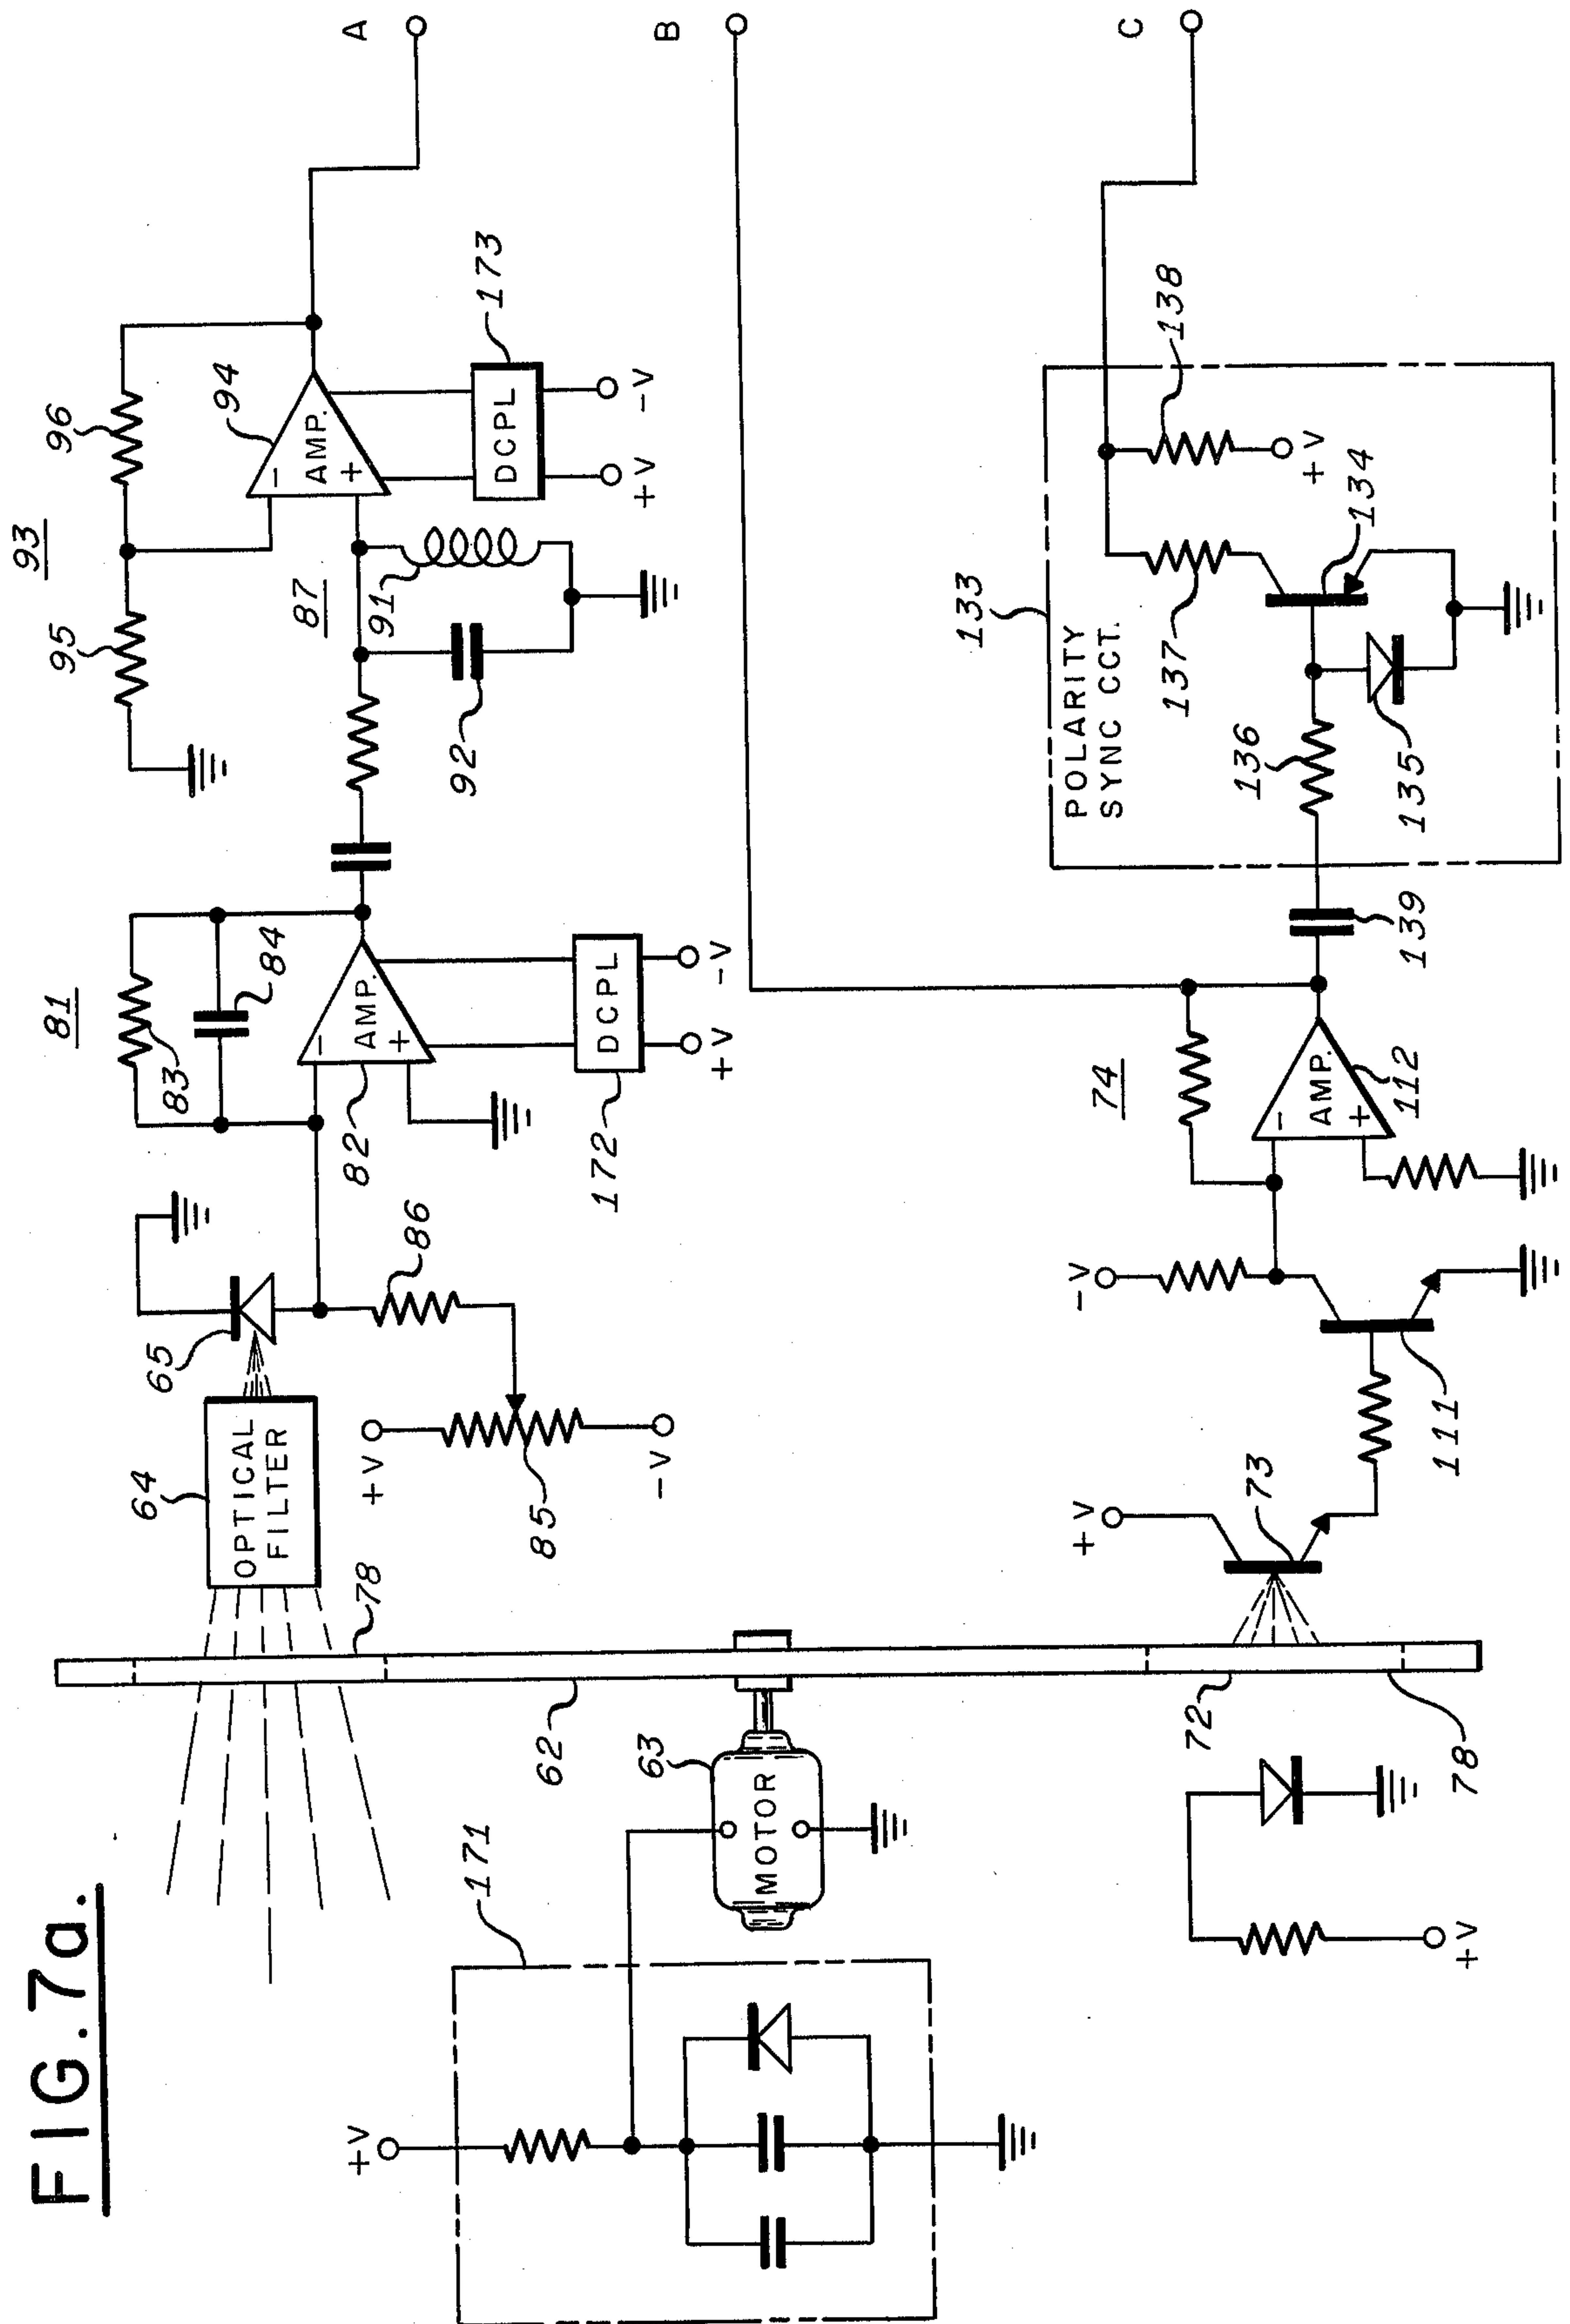 FIG.7a.
93
96
95
94
AMP.
-
+
DCPL
173
+V
-V
A
87
91
92
81
83
84
82
AMP.
-
+
DCPL
172
+V
-V
65
64
OPTICAL
FILTER
86
85
+V
-V
78
62
63
MOTOR
171
+V
B
72
78
+V
73
+V
111
-V
74
AMP.
-
+
112
139
133
POLARITY
SYNC CCT.
136
135
137
134
138
+V
C